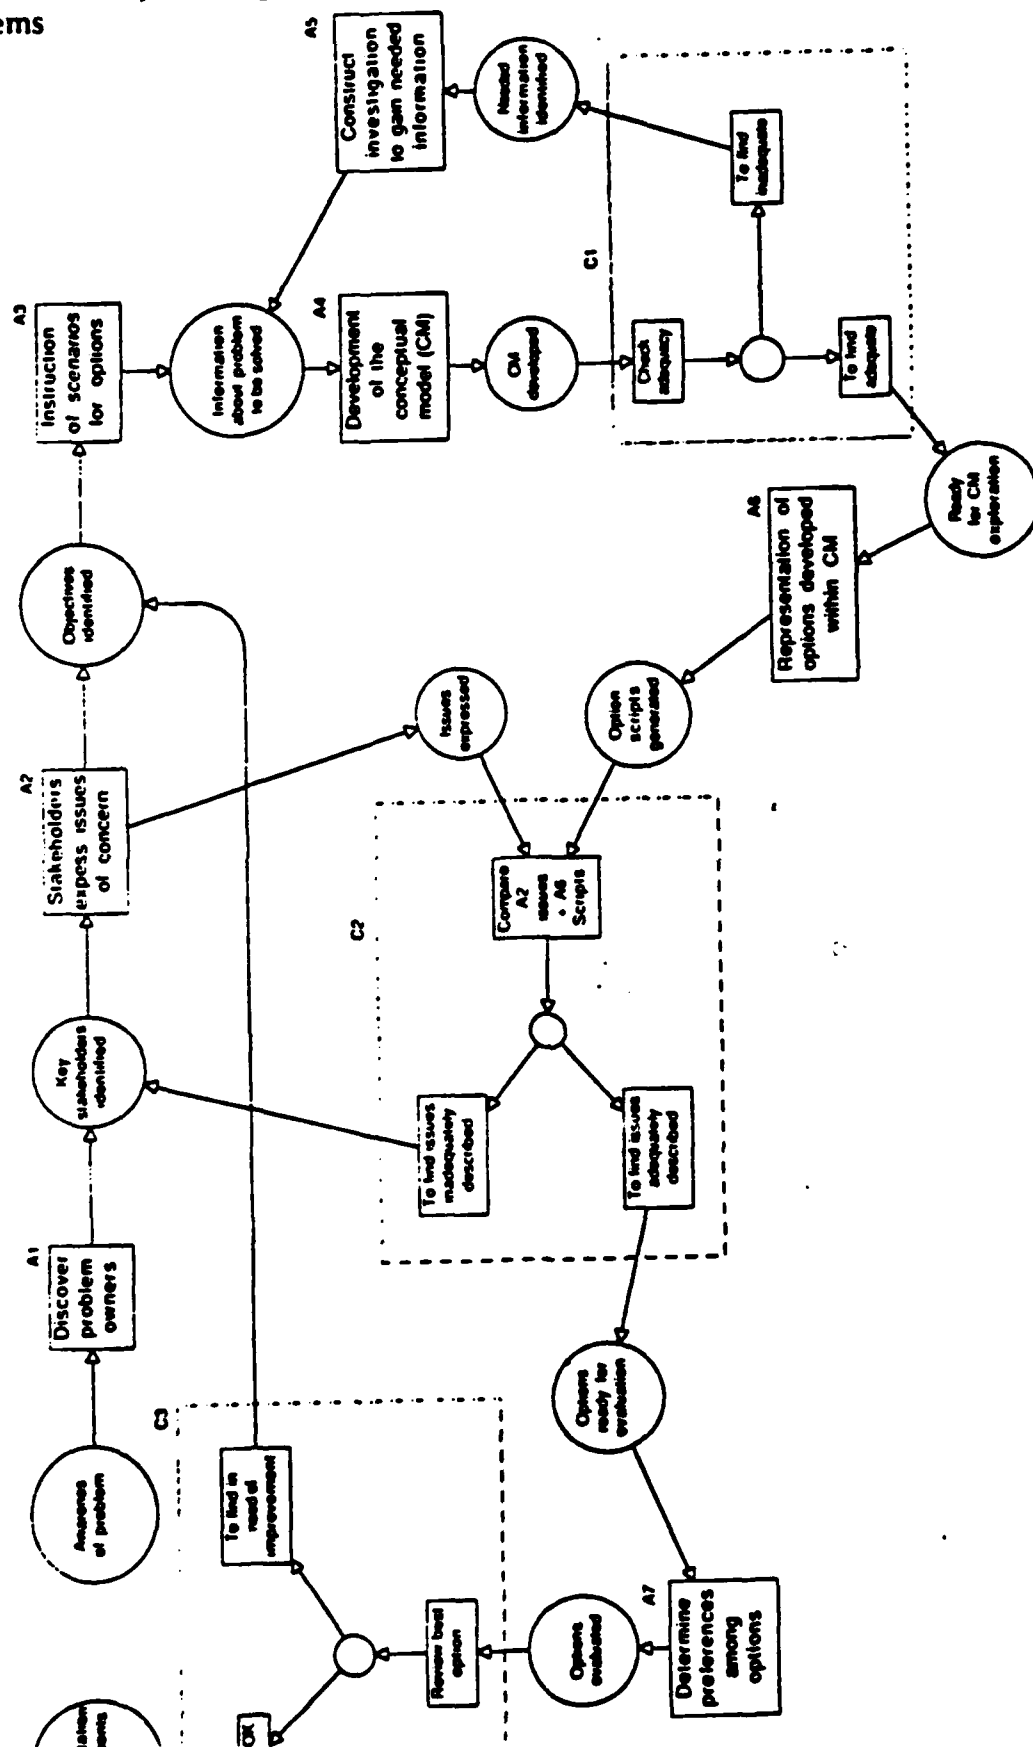 ems
Awarenes
of problem
A1
Discover
problem
owners
Key
stakeholders
identified
A2
Stakeholders
expess issues
of concern
Objectives
identified
A3
Instruction
of scenarios
for options
Information
about problem
to be solved
A4
Development
of the
conceptual
model (CM)
CM
developed
A5
Construct
investigation
to gain needed
information
Needed
information
identified
C1
Check
adequacy
To find
inadequate
To find
adequate
Ready
for CM
exploration
A6
Representation of
options developed
within CM
Option
scripts
generated
Issues
expressed
C2
Compare
A2
issues
+ A6
Scripts
To find issues
inadequately
described
To find issues
adequately
described
Options
ready for
evaluation
A7
Determine
preferences
among
options
Options
evaluated
C3
Review best
option
To find in
need of
improvement
OK